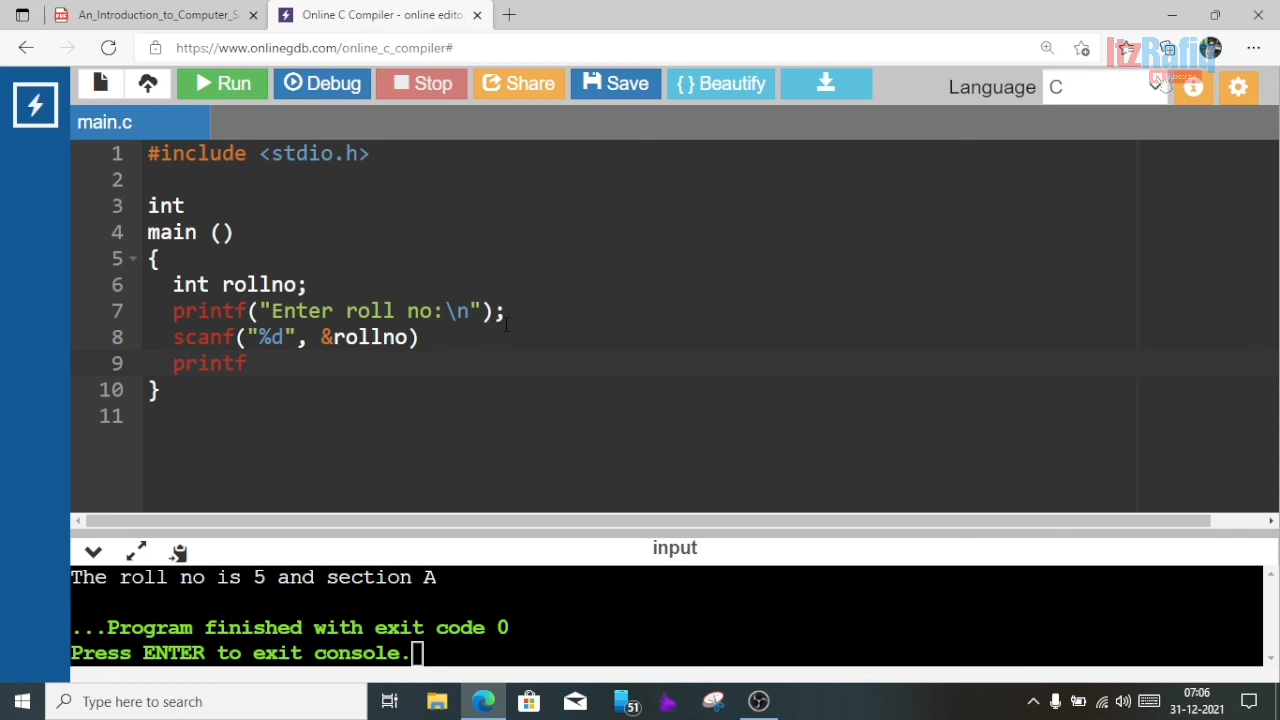 An_Introduction_to_Computer_S
Online C Compiler - online edito
https://www.onlinegdb.com/online_c_compiler#
ItzRafiq
Subscribe
Run
Debug
Stop
Share
Save
{ } Beautify
Language
C
main.c
1 #include <stdio.h>
2
3 int
4 main ()
5 {
6 int rollno;
7 printf("Enter roll no:\n");
8 scanf("%d", &rollno)
9 printf
10 }
11
input
The roll no is 5 and section A
...Program finished with exit code 0
Press ENTER to exit console.
Type here to search
51
07:06
31-12-2021